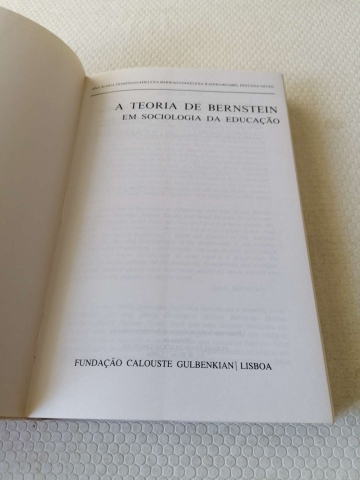 A TEORIA DE BERNSTEIN
EM SOCIOLOGIA DA EDUCAÇÃO
FUNDAÇÃO CALOUSTE GULBENKIAN | LISBOA